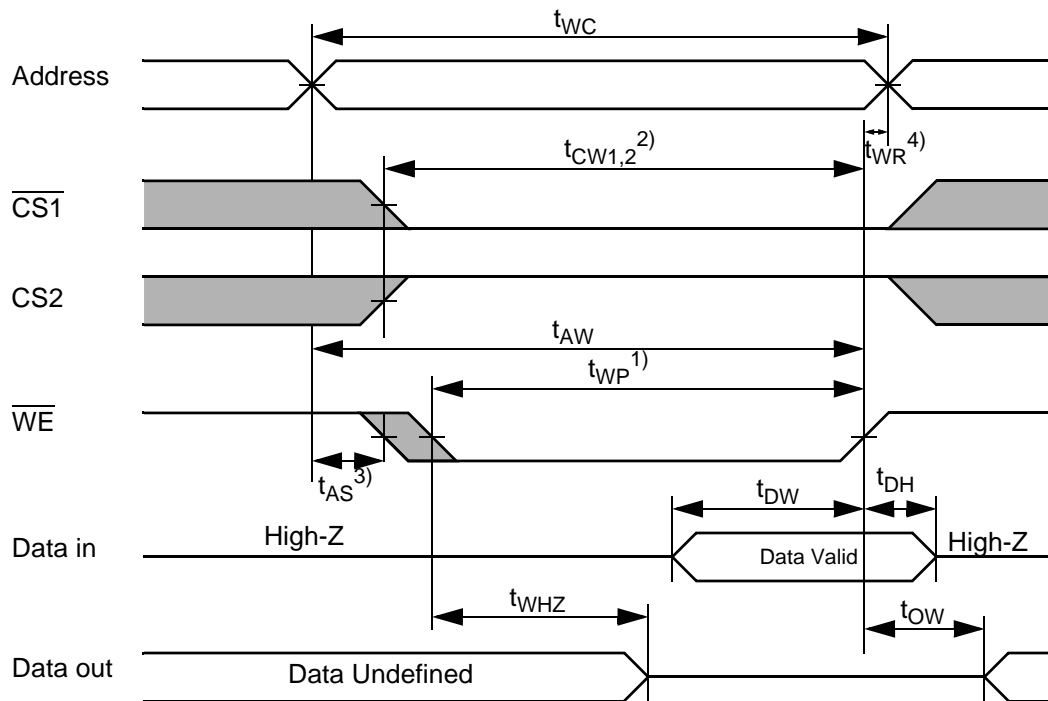 tWC
Address
tCW1,2 2)
tWR 4)
CS1
CS2
tAW
tWP 1)
WE
tAS 3)
tDW
tDH
Data in
High-Z
Data Valid
High-Z
tWHZ
tOW
Data out
Data Undefined